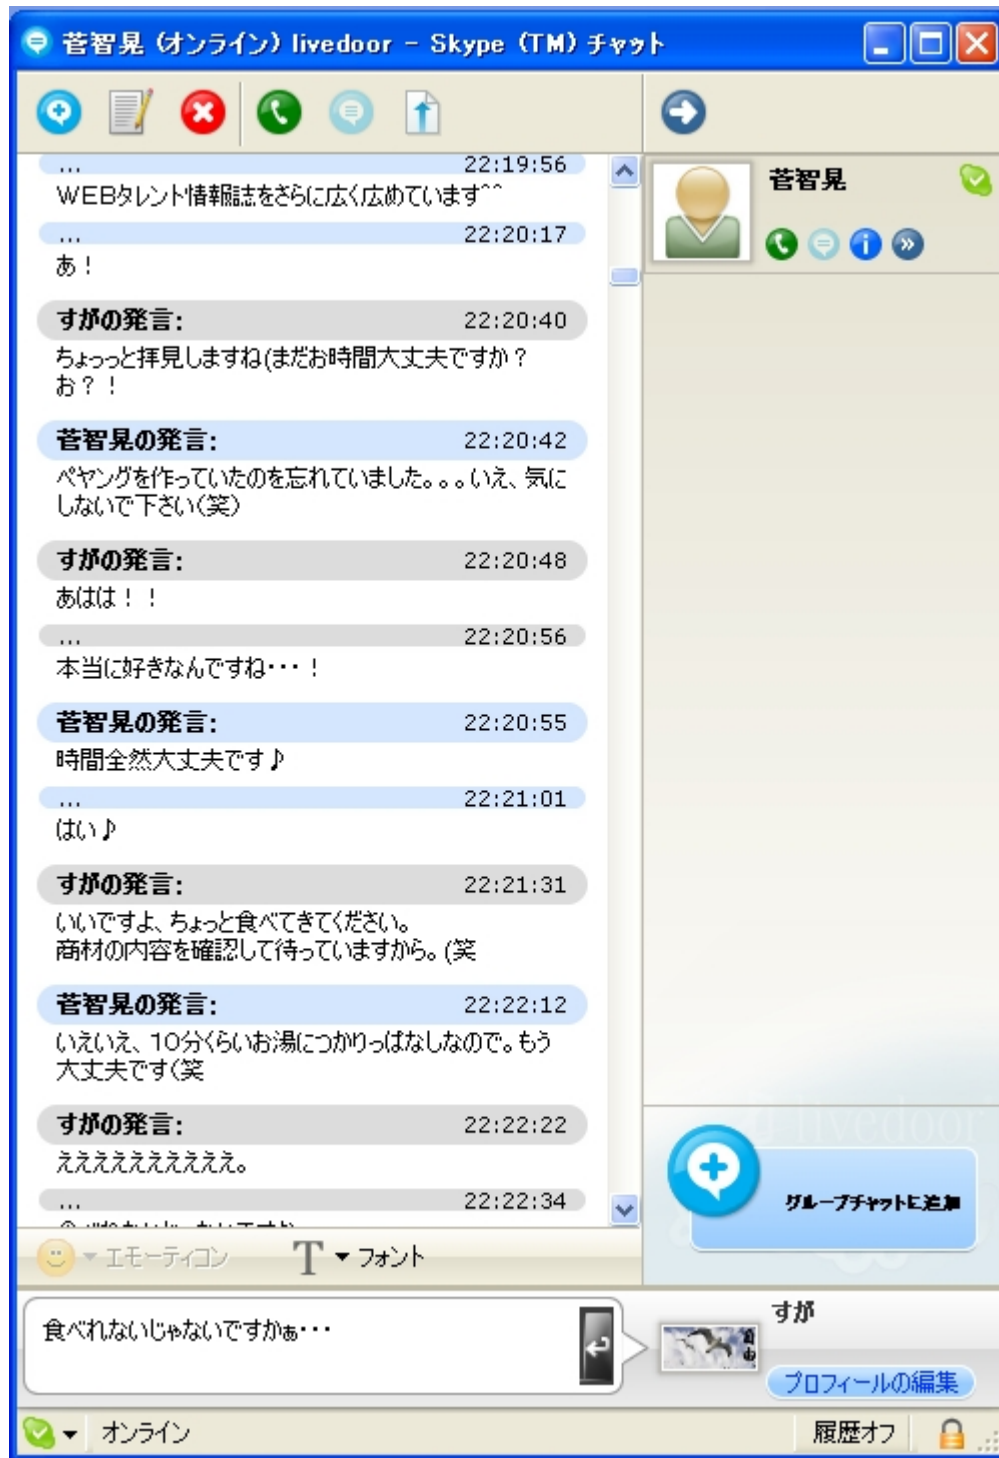 菅智晃 (オンライン) livedoor - Skype (TM) チャット
... 22:19:56
WEBタレント情報誌をさらに広く広めています^^
... 22:20:17
あ！
すがの発言: 22:20:40
ちょっっと拝見しますね(まだお時間大丈夫ですか？
お？！
菅智晃の発言: 22:20:42
ペヤングを作っていたのを忘れていました。。。いえ、気に
しないで下さい(笑)
すがの発言: 22:20:48
あはは！！
... 22:20:56
本当に好きなんですね・・・！
菅智晃の発言: 22:20:55
時間全然大丈夫です♪
... 22:21:01
はい♪
すがの発言: 22:21:31
いいですよ、ちょっと食べてきてください。
商材の内容を確認して待っていますから。(笑
菅智晃の発言: 22:22:12
いえいえ、10分くらいお湯につかりっぱなしなので。もう
大丈夫です(笑
すがの発言: 22:22:22
ええええええええええ。
... 22:22:34
エモーティコン
T フォント
食べれないじゃないですかぁ・・・
オンライン
菅智晃
livedoor
グループチャットに追加
すが
自由
プロフィールの編集
履歴オフ